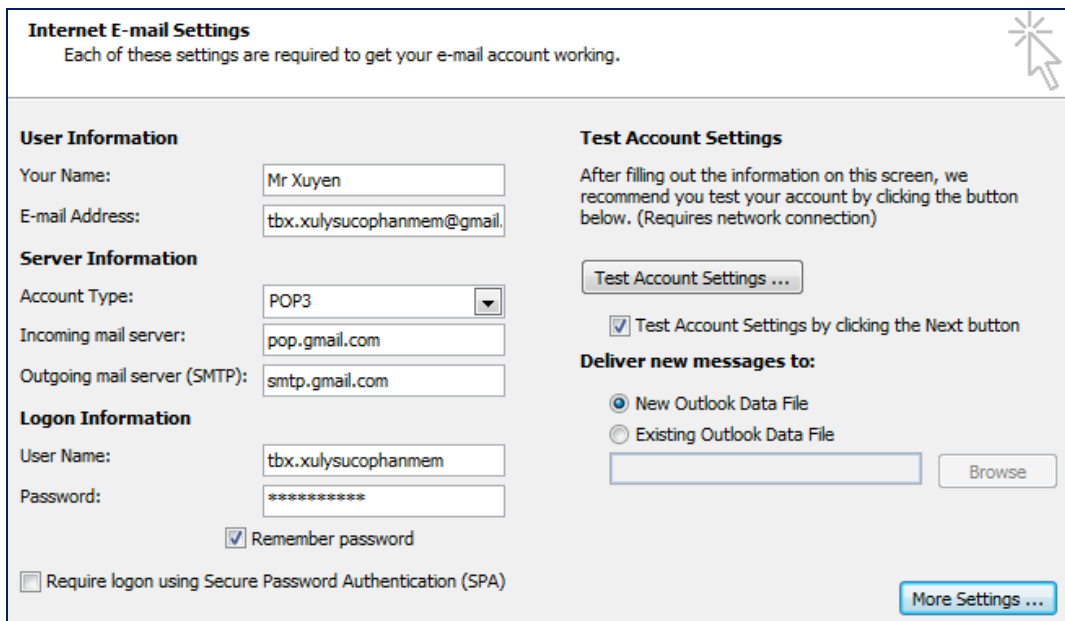 Internet E-mail Settings
Each of these settings are required to get your e-mail account working.
User Information
Your Name:
Mr Xuyen
E-mail Address:
tbx.xulysucophanmem@gmail.
Server Information
Account Type:
POP3
Incoming mail server:
pop.gmail.com
Outgoing mail server (SMTP):
smtp.gmail.com
Logon Information
User Name:
tbx.xulysucophanmem
Password:
**********
Remember password
Require logon using Secure Password Authentication (SPA)
Test Account Settings
After filling out the information on this screen, we
recommend you test your account by clicking the button
below. (Requires network connection)
Test Account Settings ...
Test Account Settings by clicking the Next button
Deliver new messages to:
New Outlook Data File
Existing Outlook Data File
Browse
More Settings ...